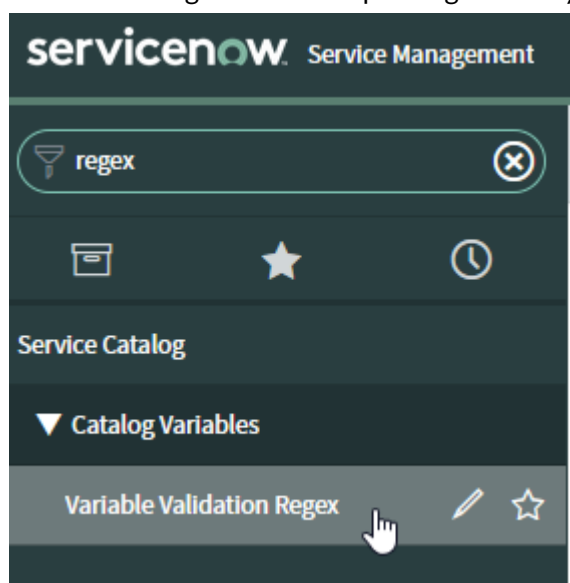 servicenow. Service Management
regex
Service Catalog
Catalog Variables
Variable Validation Regex